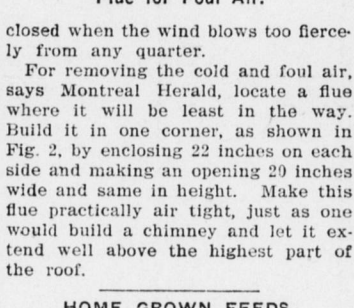 Flue for Foul Air.
closed when the wind blows too fierce-
ly from any quarter.
For removing the cold and foul air,
says Montreal Herald, locate a flue
where it will be least in the way.
Build it in one corner, as shown in
Fig. 2, by enclosing 22 inches on each
side and making an opening 20 inches
wide and same in height. Make this
flue practically air tight, just as one
would build a chimney and let it ex-
tend well above the highest part of
the roof.
HOME GROWN FEEDS